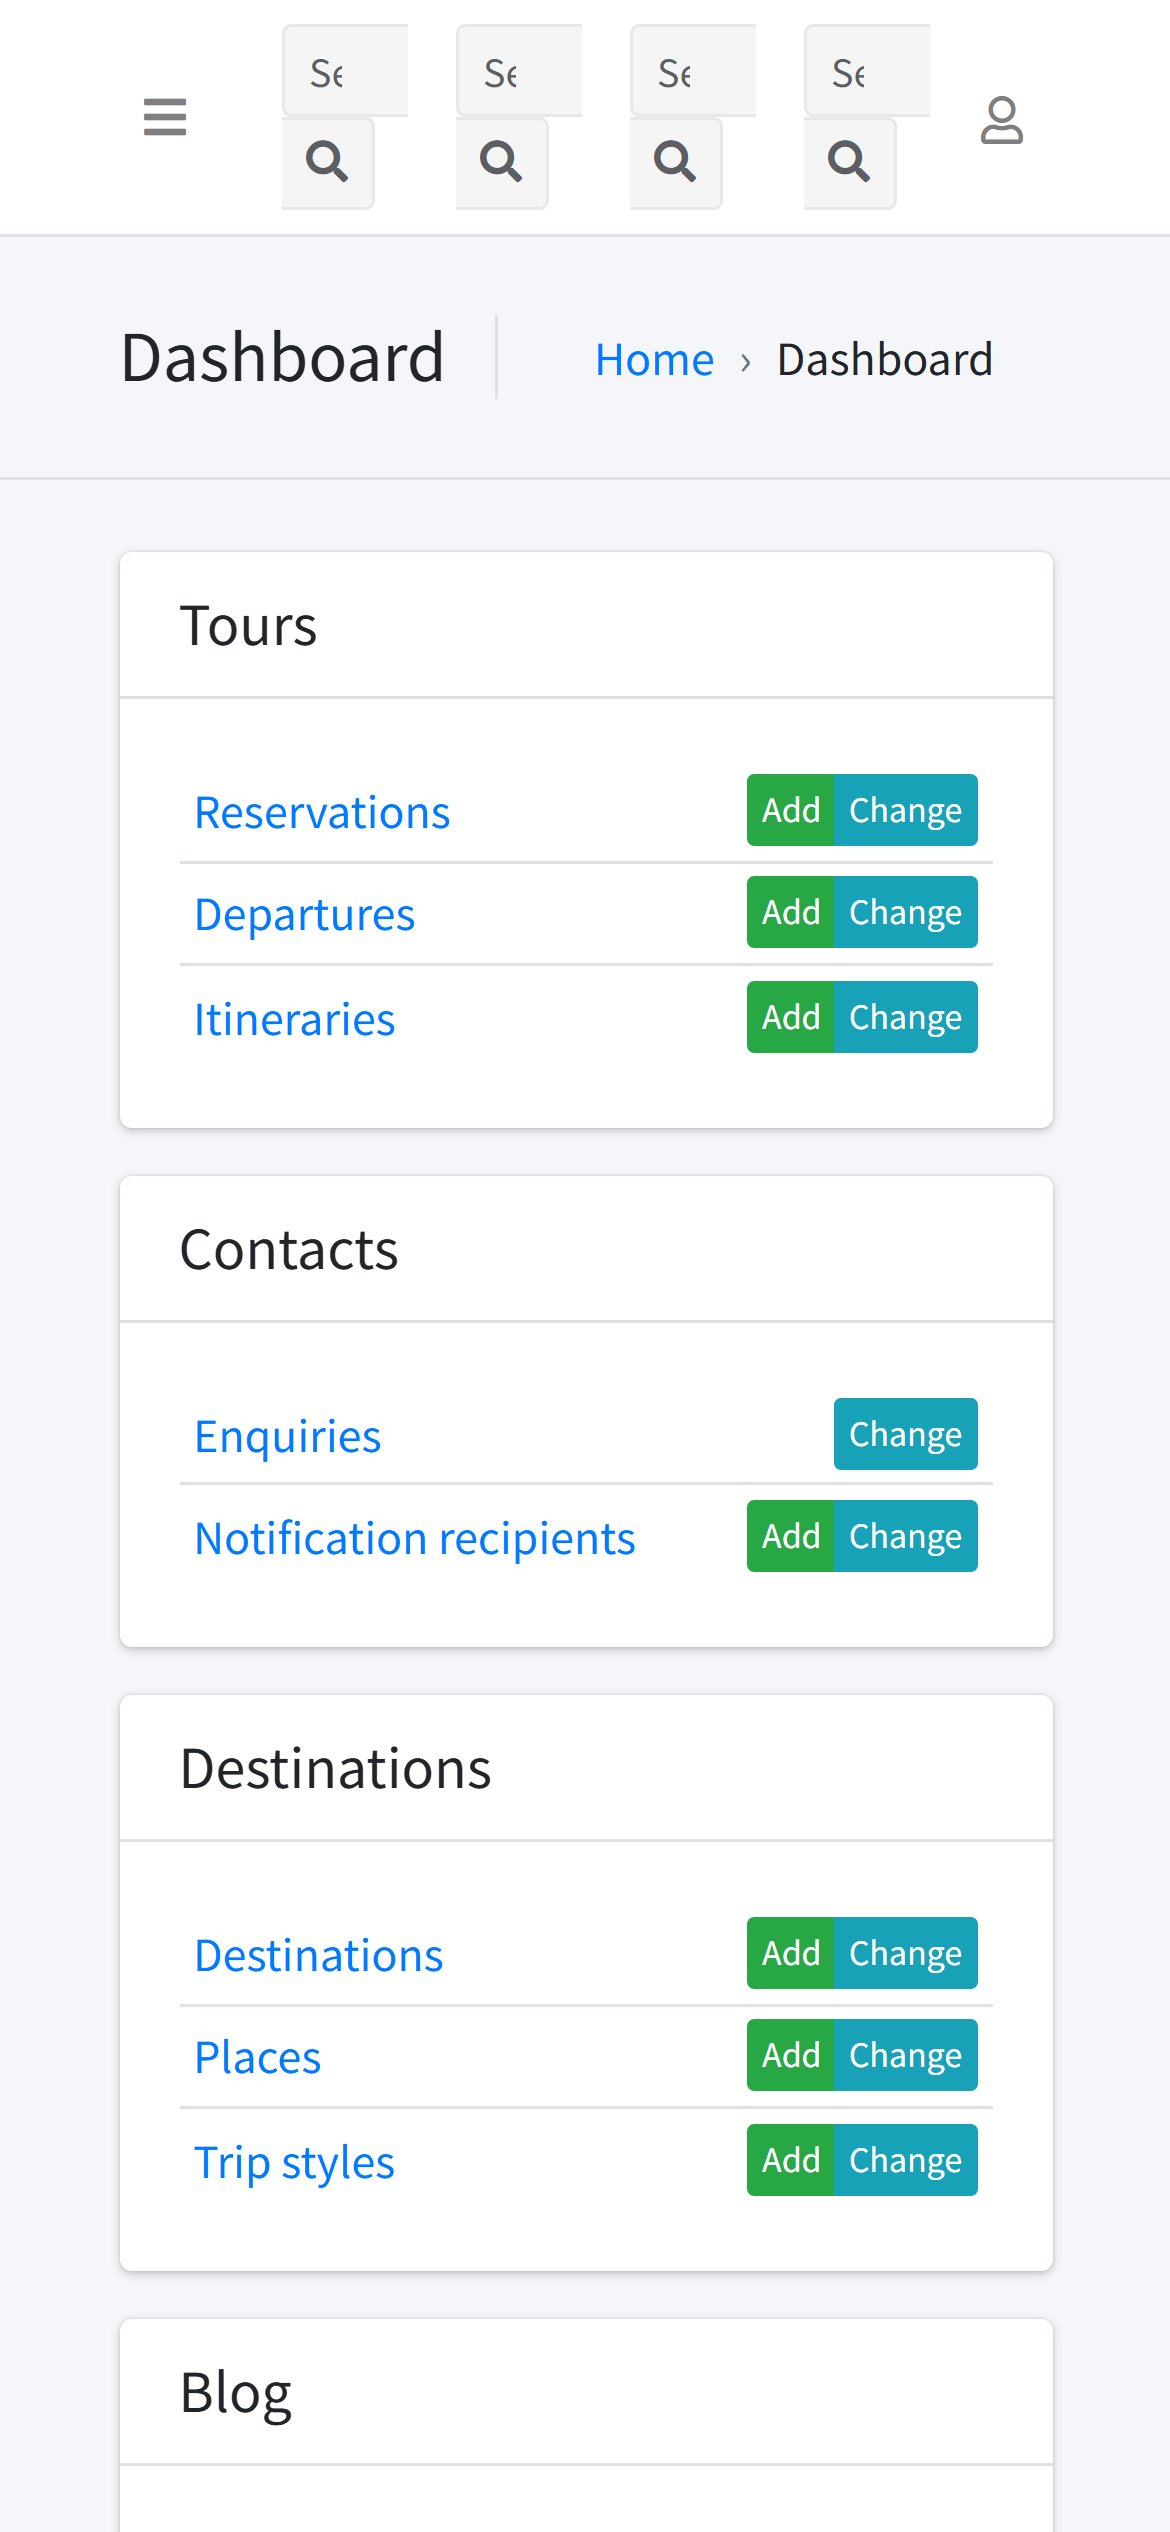 Se Se Se Se
Dashboard
Home › Dashboard
Tours
Reservations Add Change
Departures Add Change
Itineraries Add Change
Contacts
Enquiries Change
Notification recipients Add Change
Destinations
Destinations Add Change
Places Add Change
Trip styles Add Change
Blog